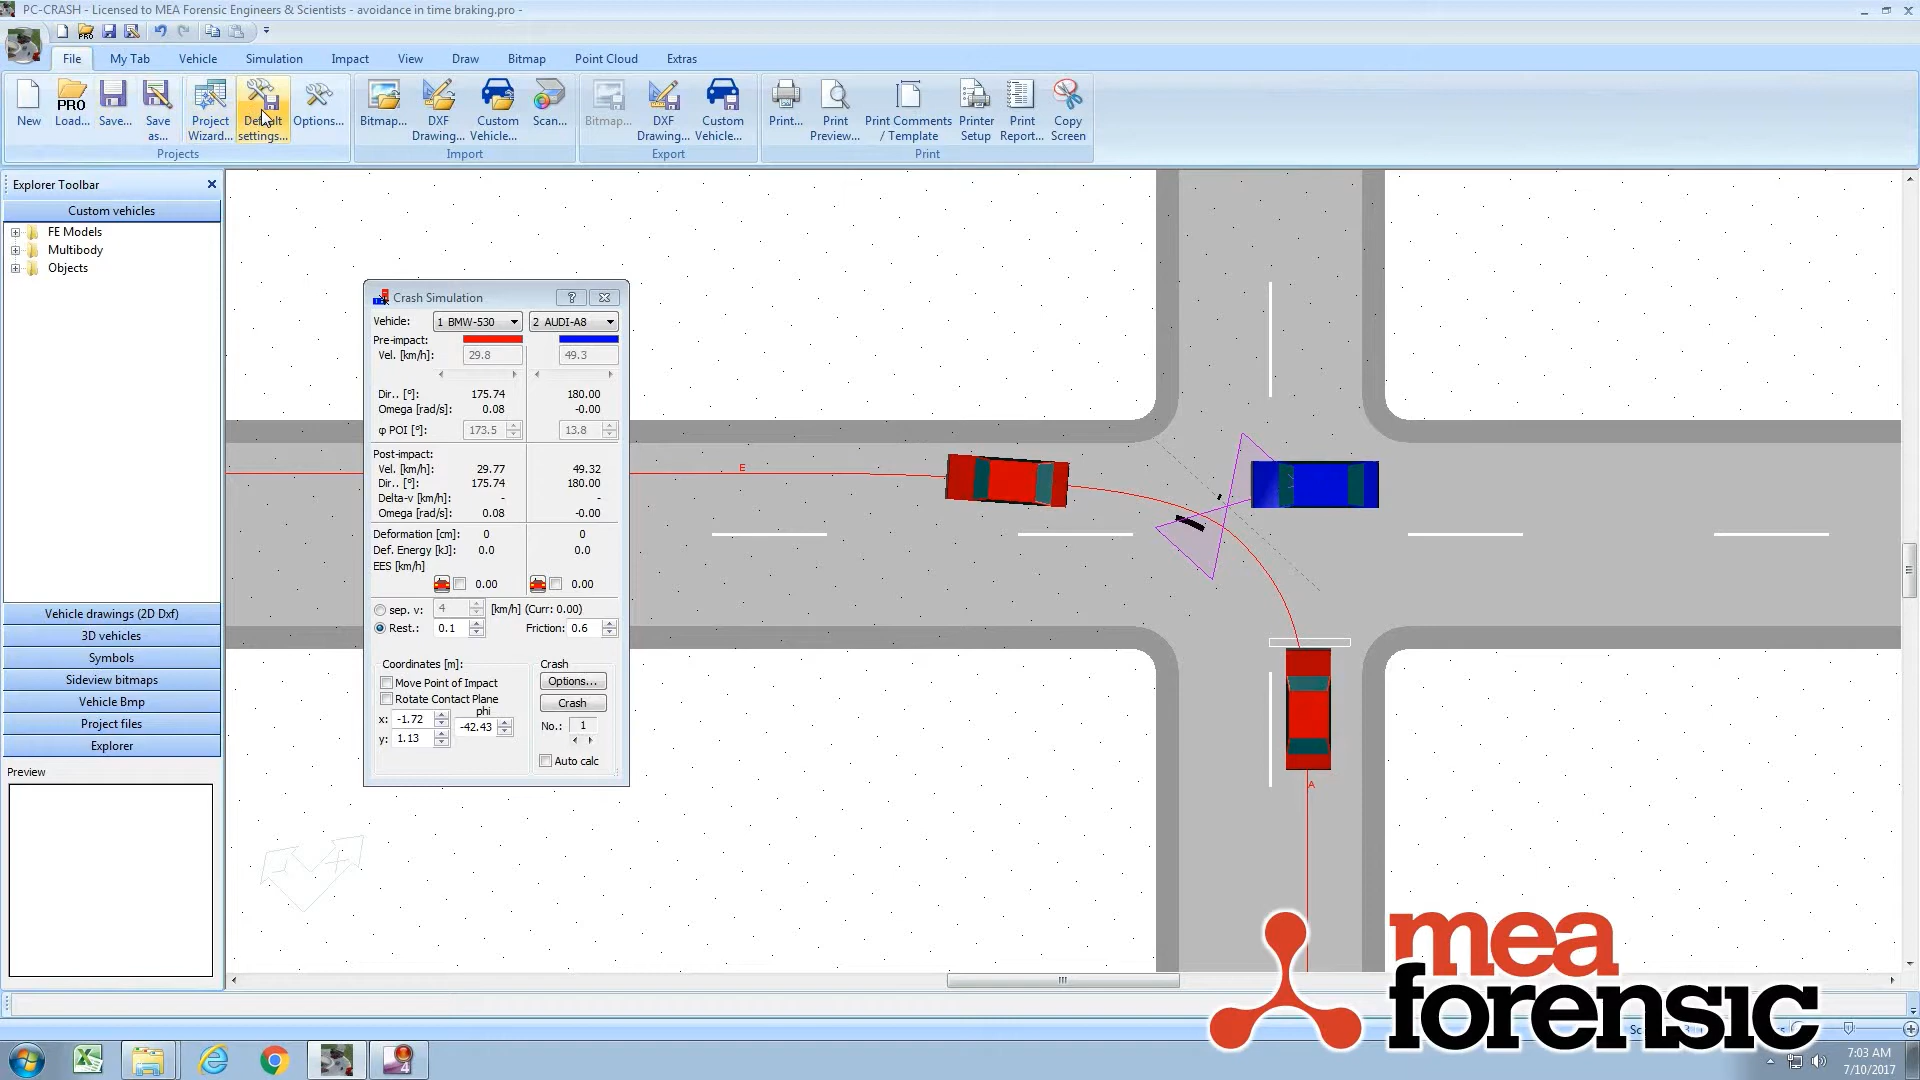 PC-CRASH - Licensed to MEA Forensic Engineers & Scientists - avoidance in time braking.pro -
File My Tab Vehicle Simulation Impact View Draw Bitmap Point Cloud Extras
New
PRO
Load...
Save...
Save as...
Project Wizard...
Default settings...
Options...
Bitmap...
DXF Drawing...
Custom Vehicle...
Scan...
Bitmap...
DXF Drawing...
Custom Vehicle...
Print...
Print Preview...
Print Comments / Template
Printer Setup
Print Report...
Copy Screen
Projects
Import
Export
Print
Explorer Toolbar
Custom vehicles
FE Models
Multibody
Objects
Vehicle drawings (2D Dxf)
3D vehicles
Symbols
Sideview bitmaps
Vehicle Bmp
Project files
Explorer
Preview
Crash Simulation
Vehicle: 1 BMW-530 2 AUDI-A8
Pre-impact:
Vel. [km/h]: 29.8 49.3
Dir.. [º]: 175.74 180.00
Omega [rad/s]: 0.08 -0.00
φ POI [º] 173.5 13.8
Post-impact:
Vel. [km/h]: 29.77 49.32
Dir.. [º]: 175.74 180.00
Delta-v [km/h]: - -
Omega [rad/s]: 0.08 -0.00
Deformation [cm]: 0 0
Def. Energy [kJ]: 0.0 0.0
EES [km/h]
0.00 0.00
sep. v: 4 [km/h] (Curr: 0.00)
Rest.: 0.1 Friction: 0.6
Coordinates [m]:
Move Point of Impact
Rotate Contact Plane
phi
x: -1.72 -42.43
y: 1.13
Crash
Options...
Crash
No.: 1
Auto calc
E
A
mea
forensic
4
7:03 AM
7/10/2017